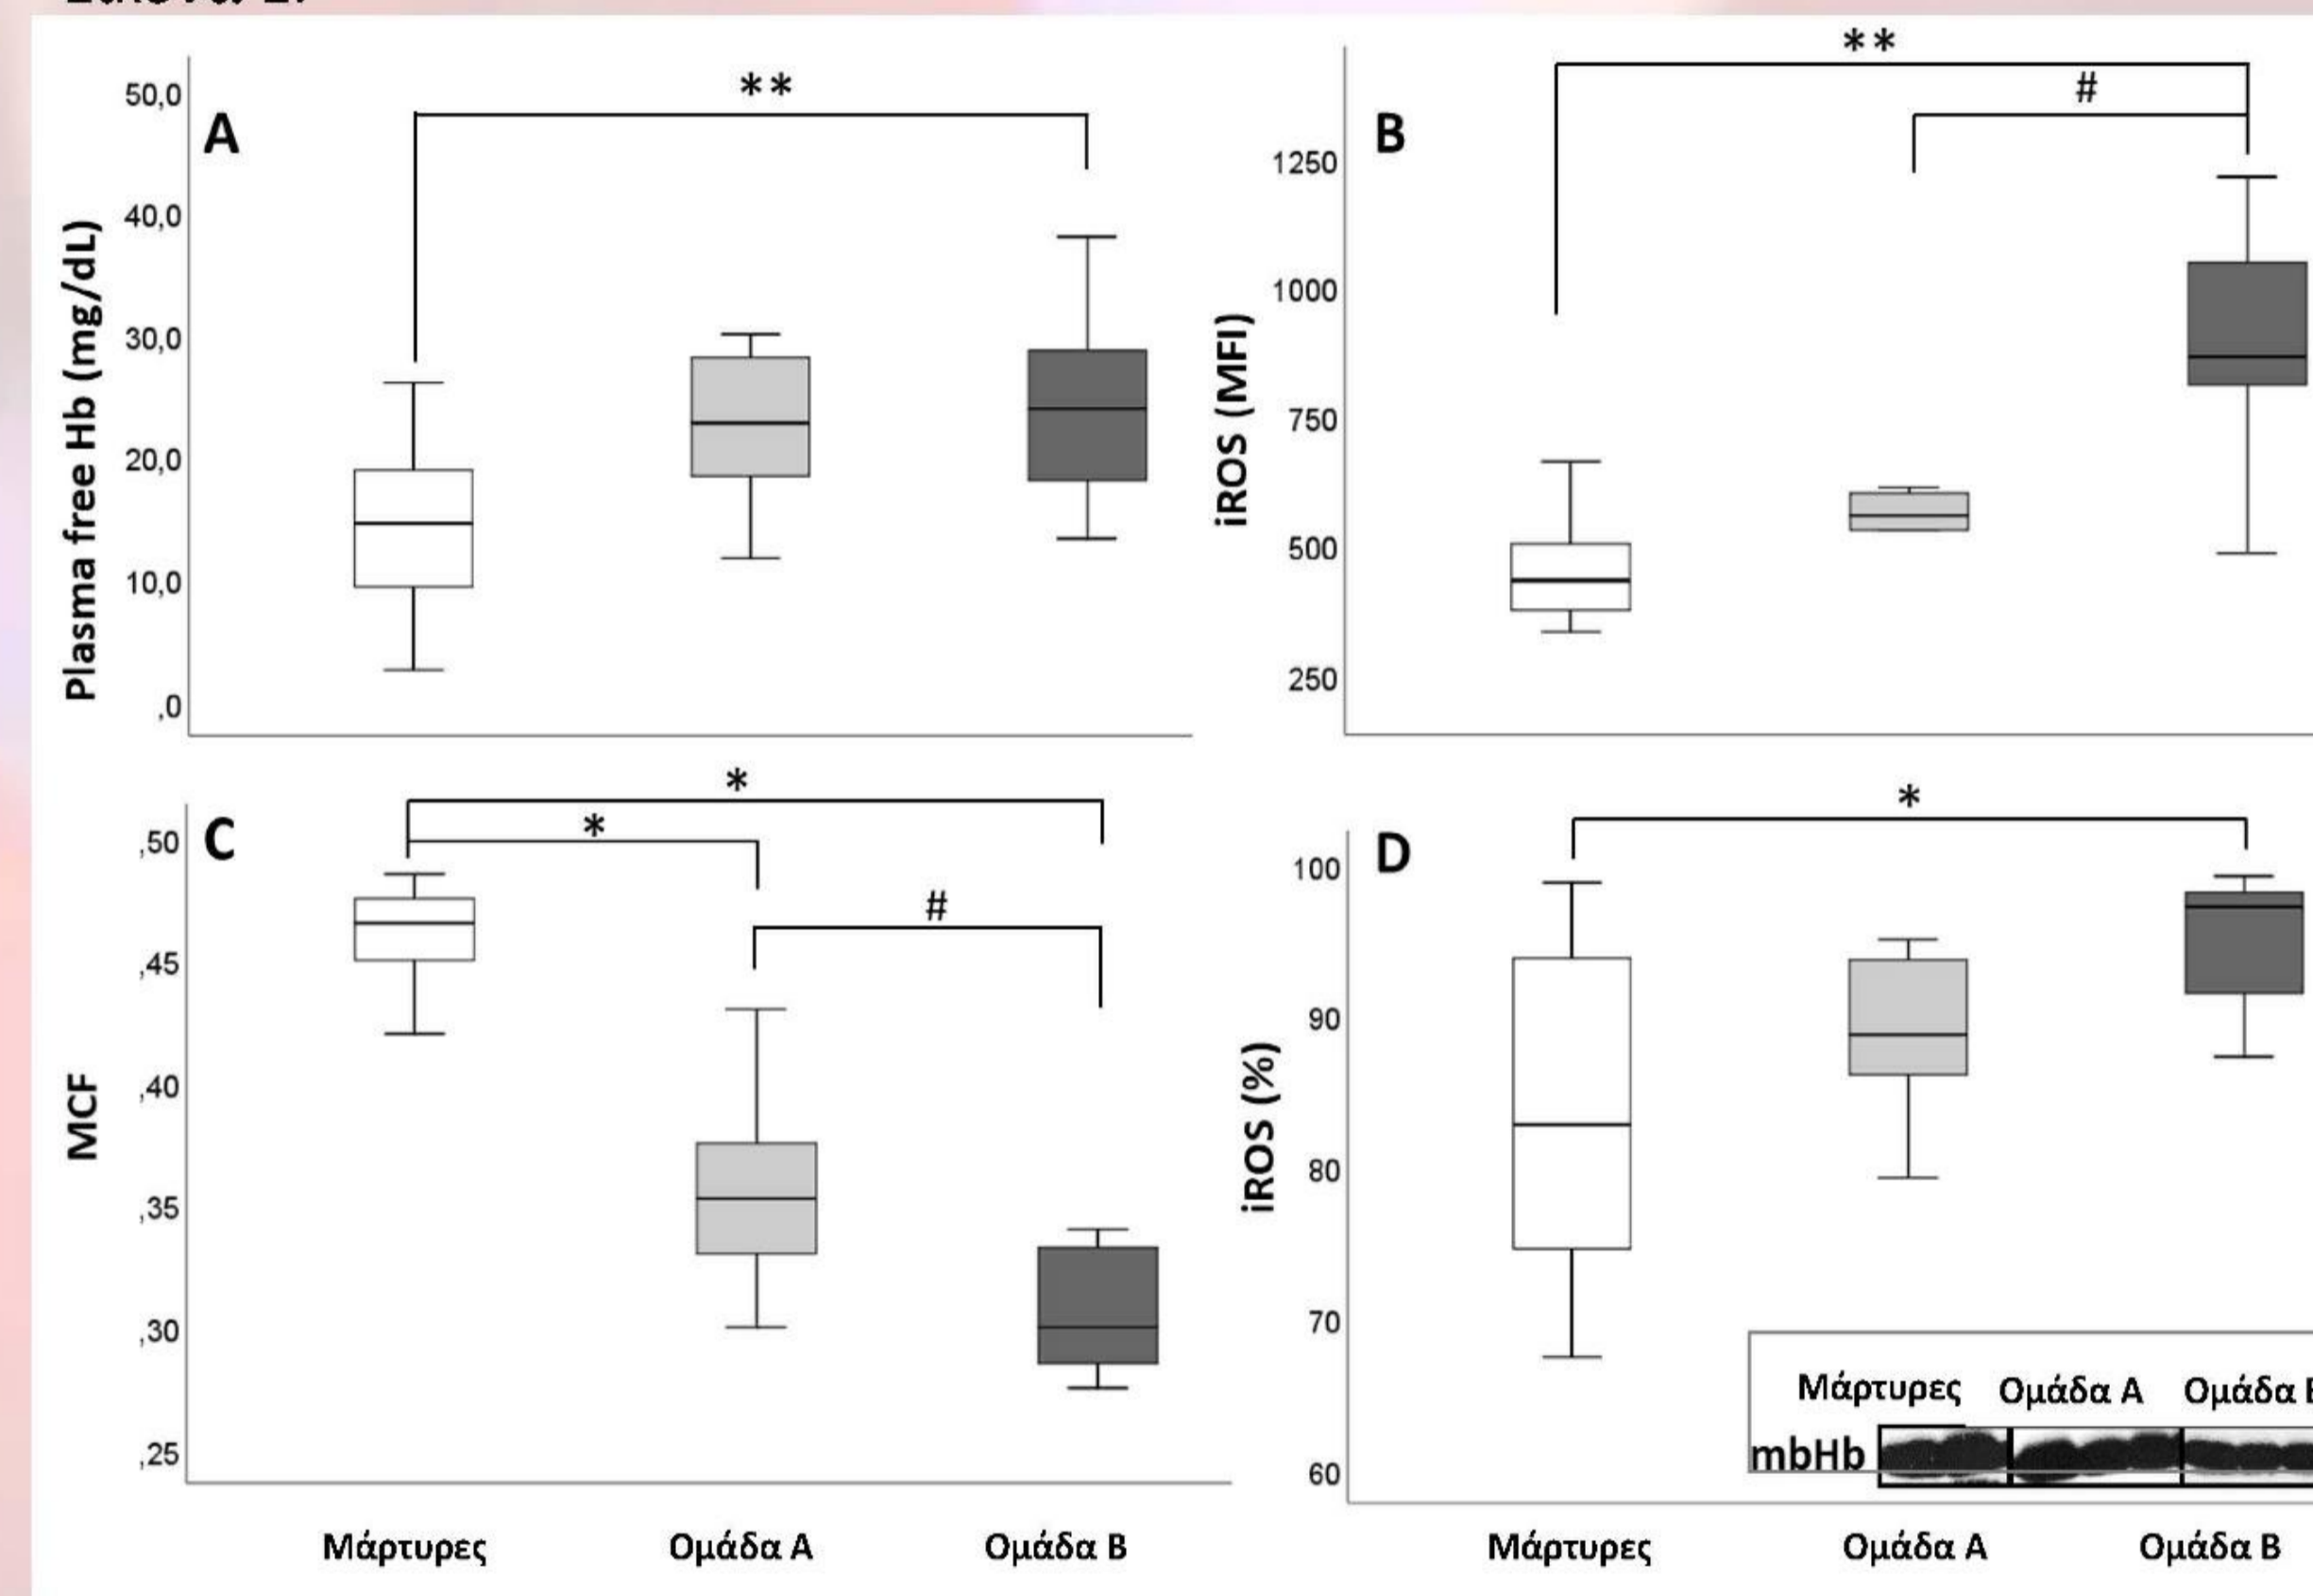 **
50,0
A
40,0
30,0
20,0
10,0
,0
Plasma free Hb (mg/dL)
**
#
B
1250
1000
750
500
250
iROS (MFI)
*
*
#
C
,50
,45
,40
,35
,30
,25
MCF
Μάρτυρες Ομάδα Α Ομάδα Β
*
D
100
90
80
70
60
iROS (%)
Μάρτυρες Ομάδα Α Ομάδα
mbHb
Μάρτυρες Ομάδα Α Ομάδα Β